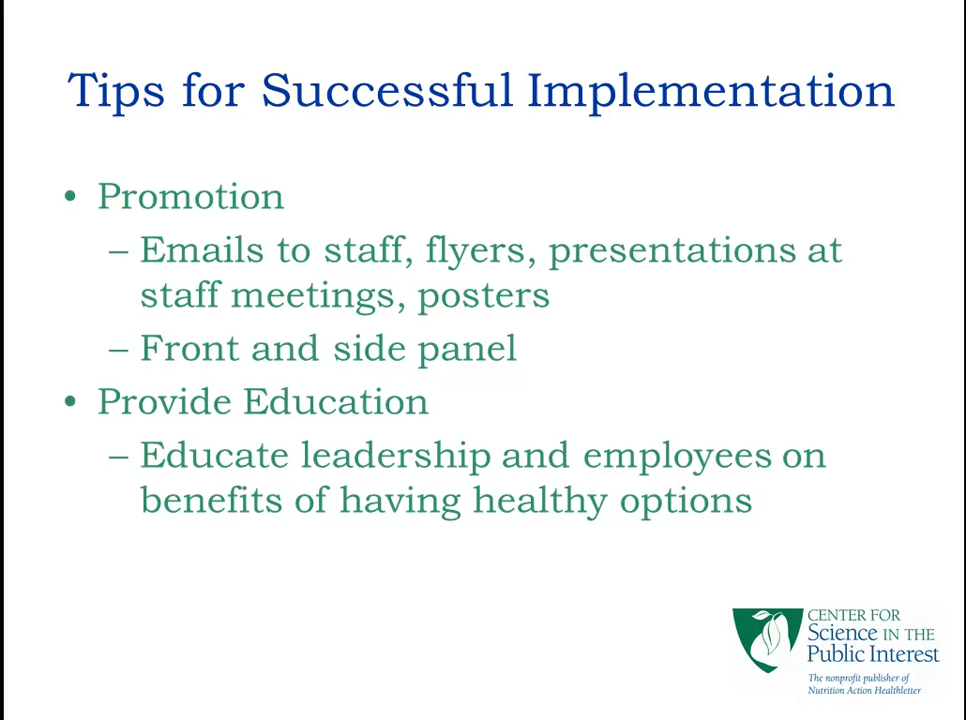 Tips for Successful Implementation
• Promotion
– Emails to staff, flyers, presentations at
staff meetings, posters
– Front and side panel
• Provide Education
– Educate leadership and employees on
benefits of having healthy options
CENTER FOR
Science IN THE
Public Interest
The nonprofit publisher of
Nutrition Action Healthletter